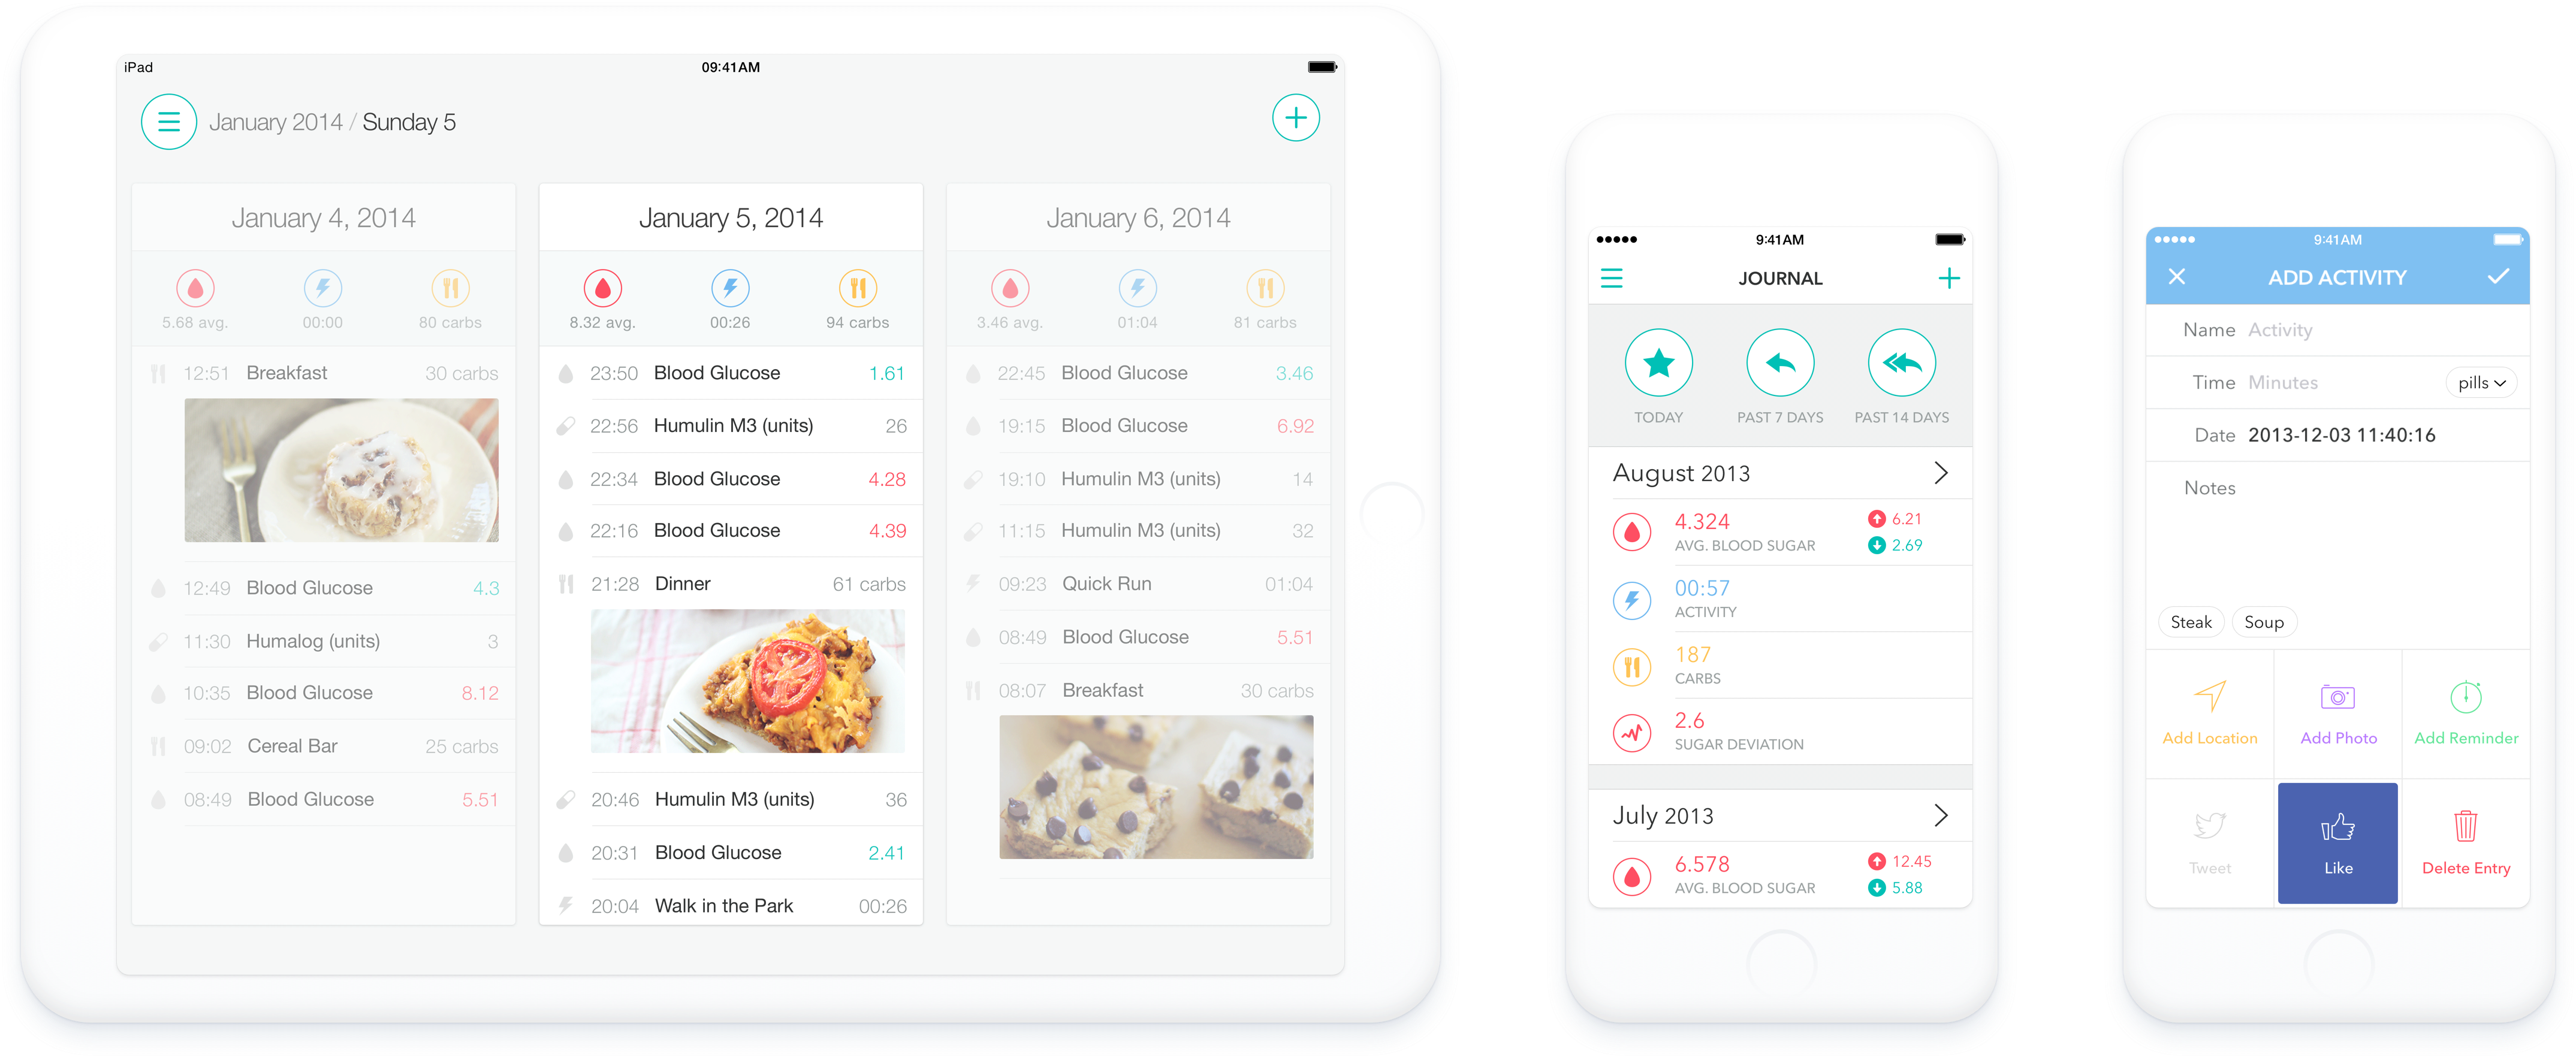 iPad
09:41AM
January 2014 / Sunday 5
January 4, 2014
5.68 avg.
00:00
80 carbs
12:51 Breakfast 30 carbs
12:49 Blood Glucose 4.3
11:30 Humalog (units) 3
10:35 Blood Glucose 8.12
09:02 Cereal Bar 25 carbs
08:49 Blood Glucose 5.51
January 5, 2014
8.32 avg.
00:26
94 carbs
23:50 Blood Glucose 1.61
22:56 Humulin M3 (units) 26
22:34 Blood Glucose 4.28
22:16 Blood Glucose 4.39
21:28 Dinner 61 carbs
20:46 Humulin M3 (units) 36
20:31 Blood Glucose 2.41
20:04 Walk in the Park 00:26
January 6, 2014
3.46 avg.
01:04
81 carbs
22:45 Blood Glucose 3.46
19:15 Blood Glucose 6.92
19:10 Humulin M3 (units) 14
11:15 Humulin M3 (units) 32
09:23 Quick Run 01:04
08:49 Blood Glucose 5.51
08:07 Breakfast 30 carbs
9:41AM
JOURNAL
TODAY
PAST 7 DAYS
PAST 14 DAYS
August 2013
4.324
AVG. BLOOD SUGAR
6.21
2.69
00:57
ACTIVITY
187
CARBS
2.6
SUGAR DEVIATION
July 2013
6.578
AVG. BLOOD SUGAR
12.45
5.88
9:41AM
ADD ACTIVITY
Name Activity
Time Minutes pills
Date 2013-12-03 11:40:16
Notes
Steak
Soup
Add Location
Add Photo
Add Reminder
Tweet
Like
Delete Entry